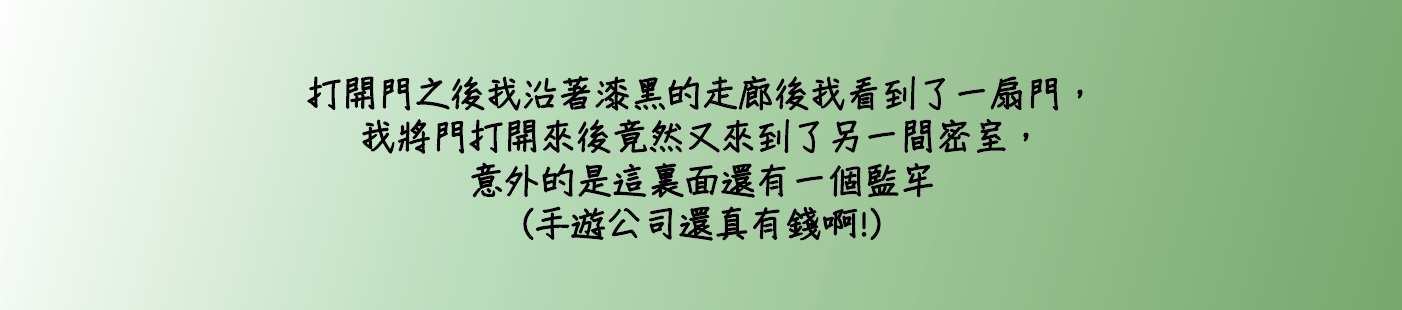 打開門之後我沿著漆黑的走廊後我看到了一扇門，
我將門打開來後竟然又來到了另一間密室，
意外的是這裏面還有一個監牢
(手遊公司還真有錢啊!)